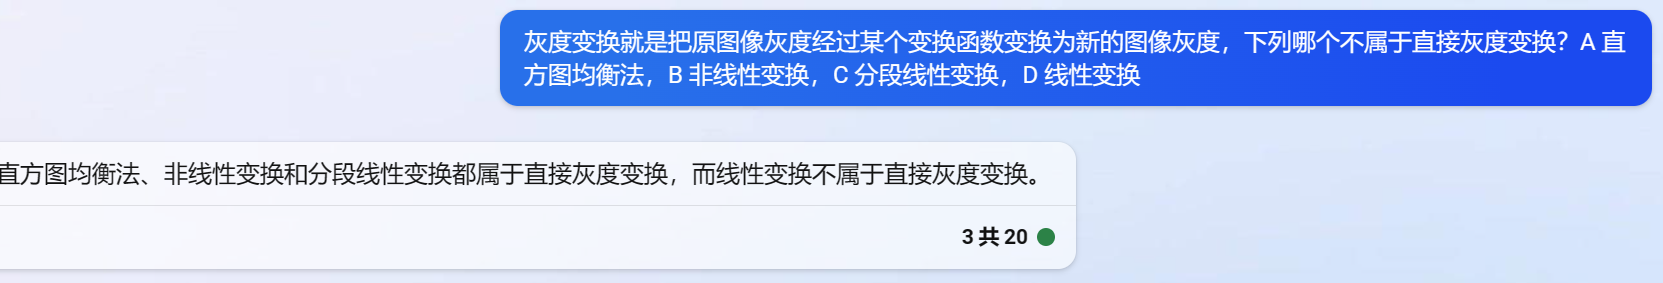 灰度变换就是把原图像灰度经过某个变换函数变换为新的图像灰度，下列哪个不属于直接灰度变换？A 直
方图均衡法，B 非线性变换，C 分段线性变换，D 线性变换
直方图均衡法、非线性变换和分段线性变换都属于直接灰度变换，而线性变换不属于直接灰度变换。
3 共 20